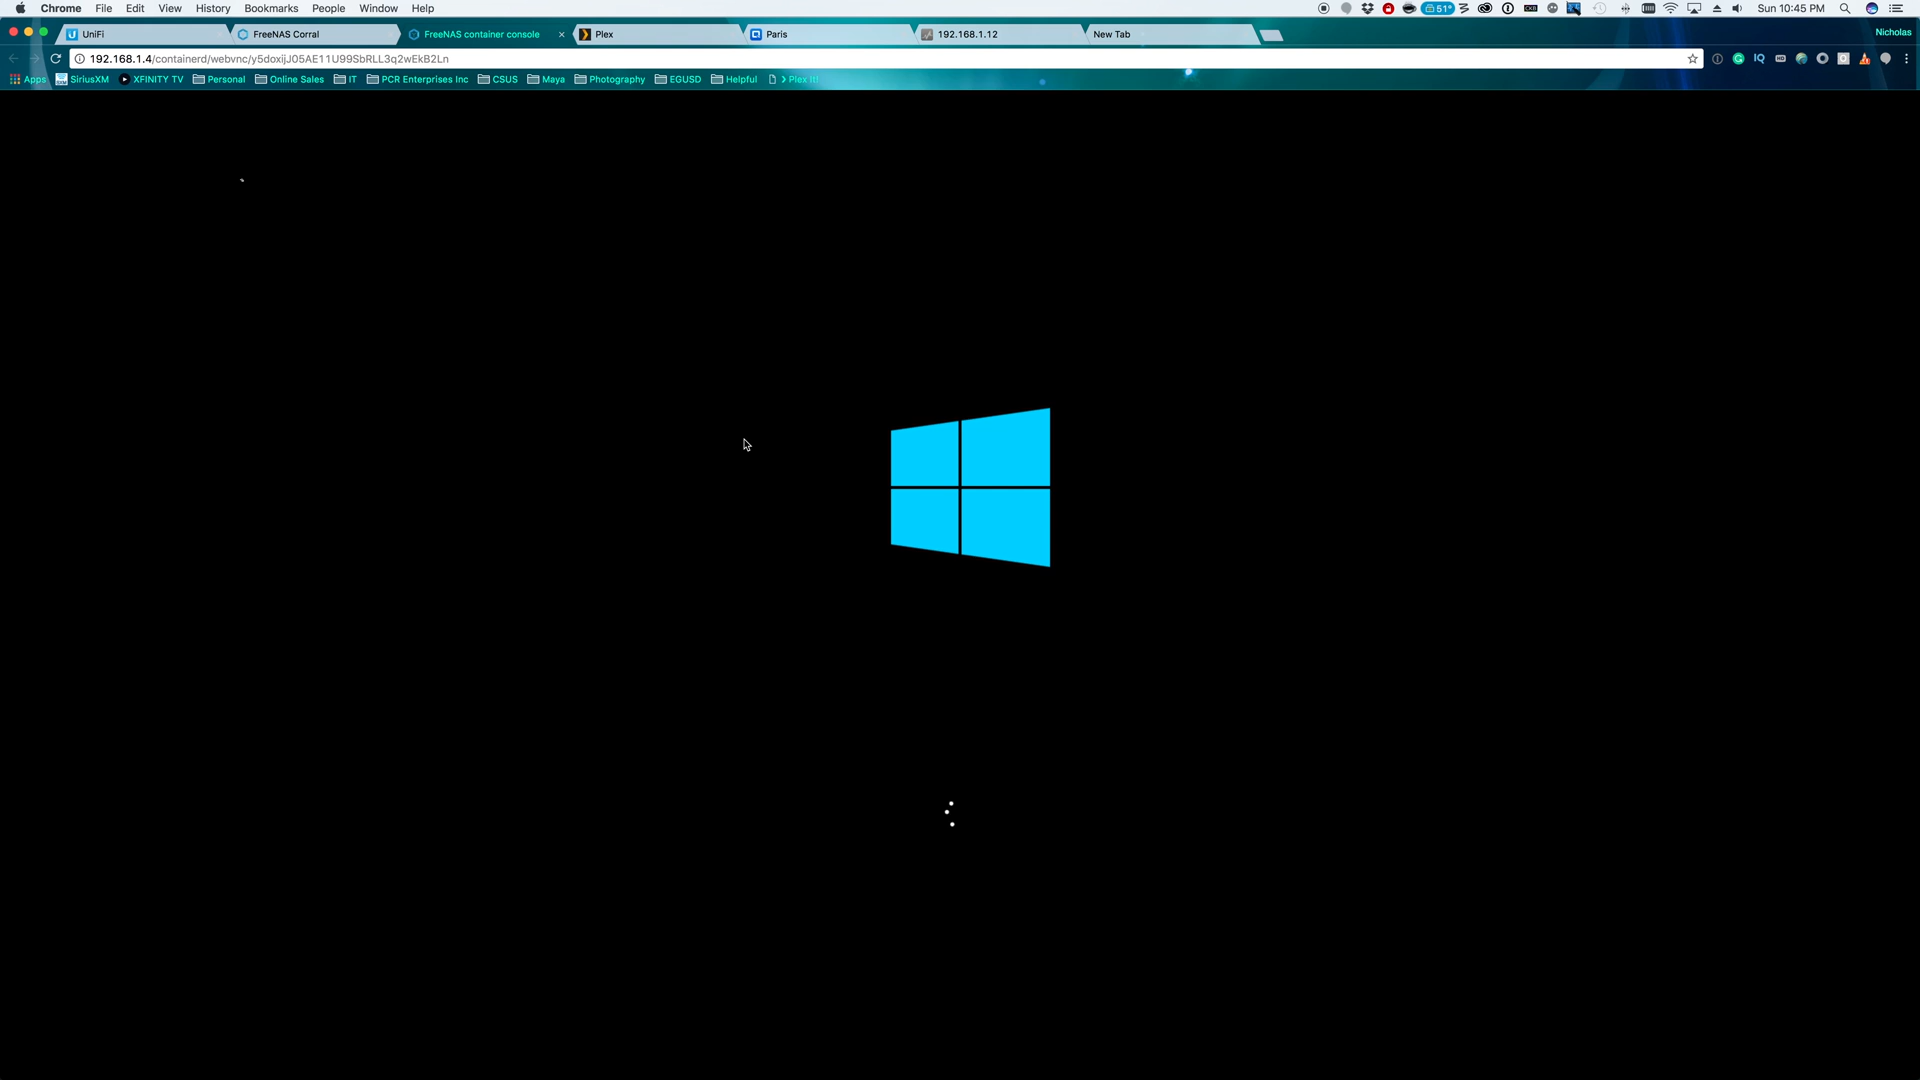 Chrome File Edit View History Bookmarks People Window Help 51° Sun 10:45 PM
UniFi FreeNAS Corral FreeNAS container console Plex Paris 192.168.1.12 New Tab Nicholas
192.168.1.4/containerd/webvnc/y5doxijJ05AE11U99SbRLL3q2wEkB2Ln
Apps SiriusXM XFINITY TV Personal Online Sales IT PCR Enterprises Inc CSUS Maya Photography EGUSD Helpful > Plex It!